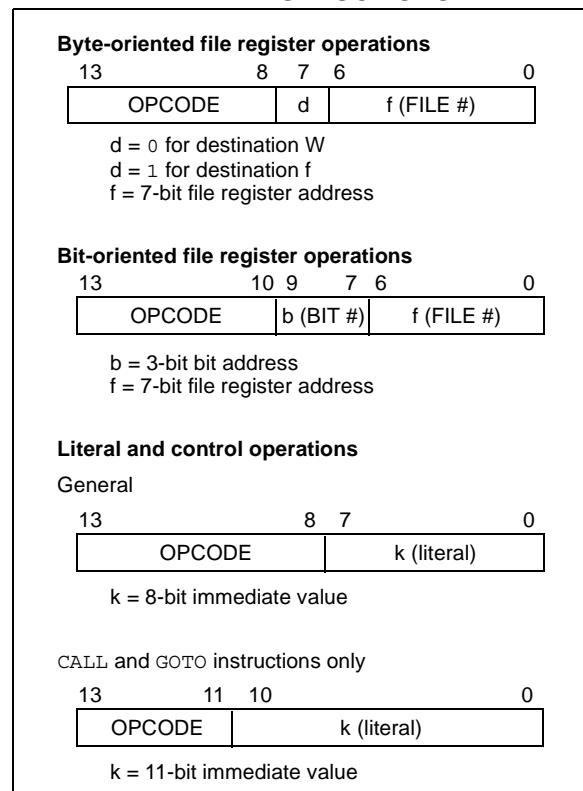 Byte-oriented file register operations
13 8 7 6 0
OPCODE d f (FILE #)
d = 0 for destination W
d = 1 for destination f
f = 7-bit file register address
Bit-oriented file register operations
13 10 9 7 6 0
OPCODE b (BIT #) f (FILE #)
b = 3-bit bit address
f = 7-bit file register address
Literal and control operations
General
13 8 7 0
OPCODE k (literal)
k = 8-bit immediate value
CALL and GOTO instructions only
13 11 10 0
OPCODE k (literal)
k = 11-bit immediate value